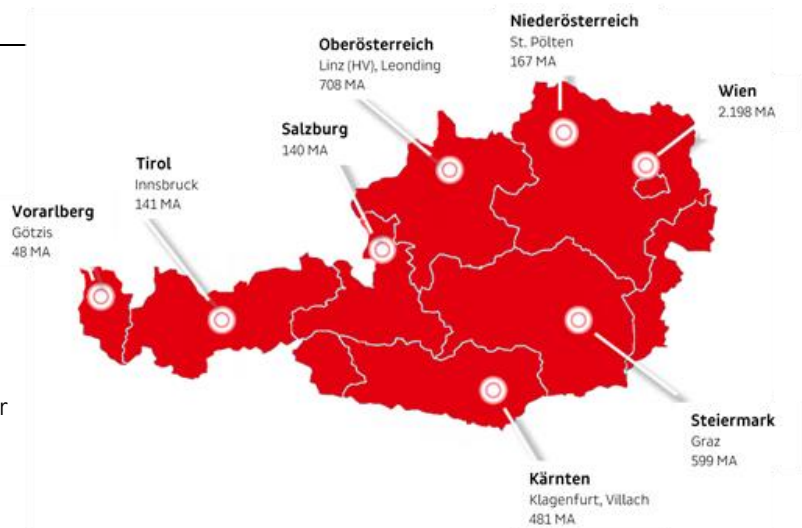 Niederösterreich
St. Pölten
167 MA
Oberösterreich
Linz (HV), Leonding
708 MA
Wien
2.198 MA
Salzburg
140 MA
Tirol
Innsbruck
141 MA
Vorarlberg
Götzis
48 MA
r
Steiermark
Graz
599 MA
Kärnten
Klagenfurt, Villach
481 MA